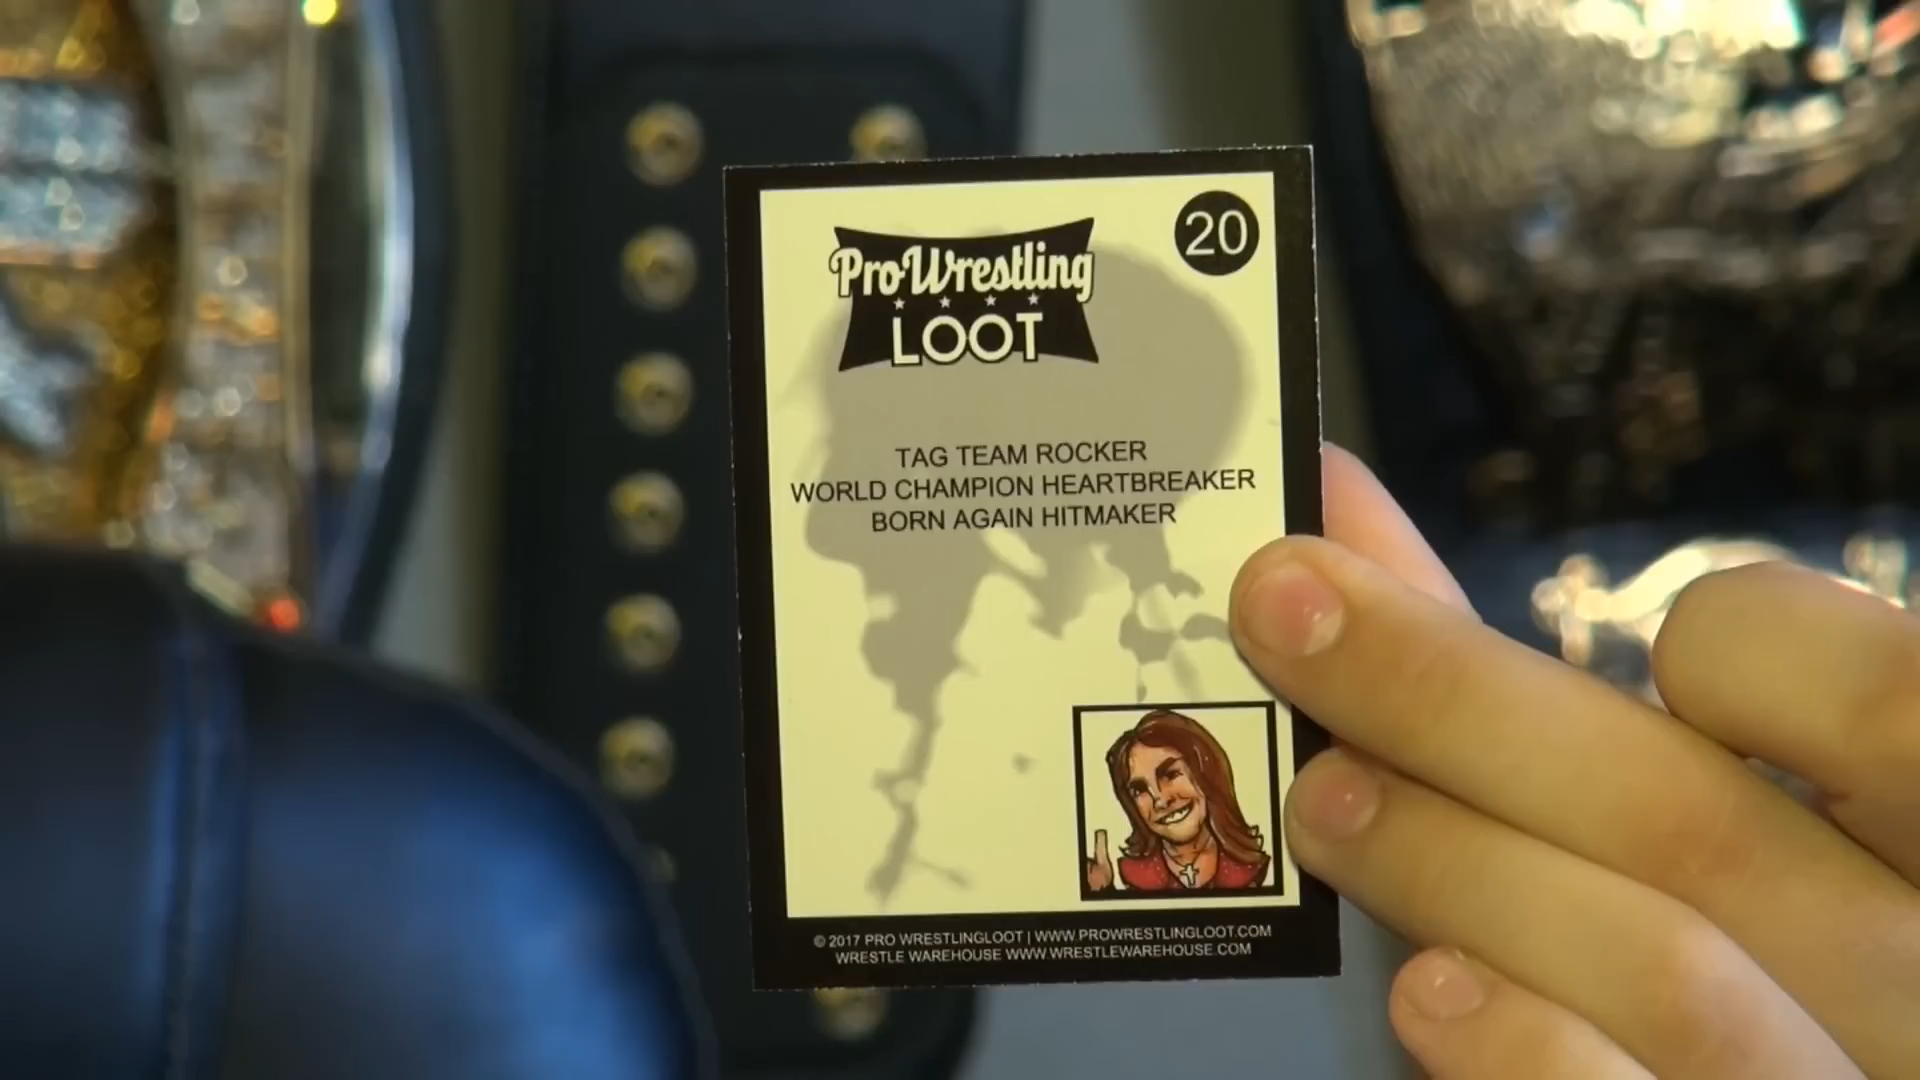 20
Pro Wrestling
LOOT
TAG TEAM ROCKER
WORLD CHAMPION HEARTBREAKER
BORN AGAIN HITMAKER
© 2017 PRO WRESTLINGLOOT | WWW.PROWRESTLINGLOOT.COM
WRESTLE WAREHOUSE WWW.WRESTLEWAREHOUSE.COM